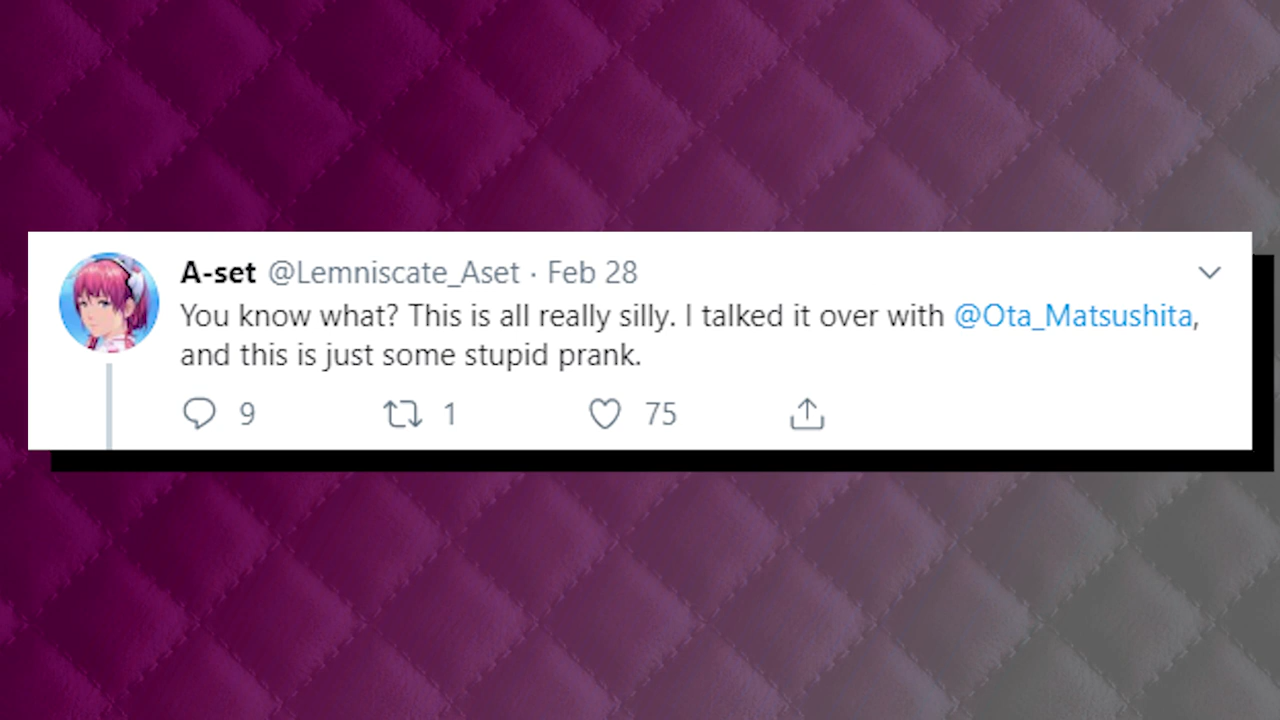 A-set @Lemniscate_Aset · Feb 28
You know what? This is all really silly. I talked it over with @Ota_Matsushita,
and this is just some stupid prank.
9 1 75